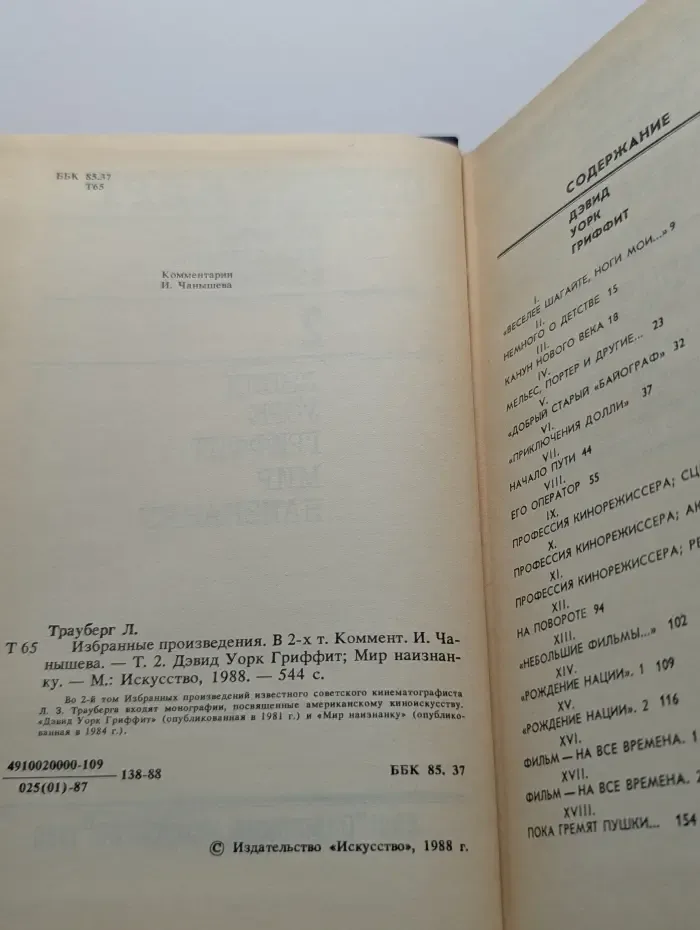 ББК 85.37
Т65
Комментарии
И. Чанышева
Трауберг Л.
Т 65 Избранные произведения. В 2-х т. Коммент. И. Ча-
нышева. — Т. 2. Дэвид Уорк Гриффит; Мир наизнан-
ку. — М.: Искусство, 1988. — 544 с.
Во 2-й том Избранных произведений известного советского кинематографиста
Л. З. Трауберга входят монографии, посвященные американскому киноискусству.
«Дэвид Уорк Гриффит» (опубликованная в 1981 г.) и «Мир наизнанку» (опублико-
ванная в 1984 г.).
4910020000-109
025(01)-87
138-88
ББК 85. 37
© Издательство «Искусство», 1988 г.
СОДЕРЖАНИЕ
ДЭВИД
УОРК
ГРИФФИТ
I.
«ВЕСЕЛЕЕ ШАГАЙТЕ, НОГИ МОИ...» 9
II.
НЕМНОГО О ДЕТСТВЕ 15
III.
КАНУН НОВОГО ВЕКА 18
IV.
МЕЛЬЕС, ПОРТЕР И ДРУГИЕ... 23
V.
«ДОБРЫЙ СТАРЫЙ «БАЙОГРАФ» 32
VI.
«ПРИКЛЮЧЕНИЯ ДОЛЛИ» 37
VII.
НАЧАЛО ПУТИ 44
VIII.
ЕГО ОПЕРАТОР 55
IX.
ПРОФЕССИЯ КИНОРЕЖИССЕРА; СЦ
X.
ПРОФЕССИЯ КИНОРЕЖИССЕРА; АК
XI.
ПРОФЕССИЯ КИНОРЕЖИССЕРА; РЕ
XII.
НА ПОВОРОТЕ 94
XIII.
«НЕБОЛЬШИЕ ФИЛЬМЫ...» 102
XIV.
«РОЖДЕНИЕ НАЦИИ». 1 109
XV.
«РОЖДЕНИЕ НАЦИИ». 2 116
XVI.
ФИЛЬМ — НА ВСЕ ВРЕМЕНА. 1
XVII.
ФИЛЬМ — НА ВСЕ ВРЕМЕНА. 2
XVIII.
ПОКА ГРЕМЯТ ПУШКИ... 154